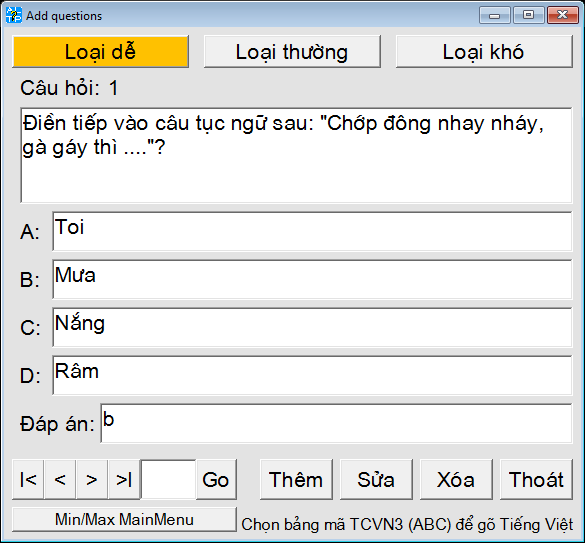 Add questions
Loại dễ Loại thường Loại khó
Câu hỏi: 1
Điền tiếp vào câu tục ngữ sau: "Chớp đông nhay nháy,
gà gáy thì ...."?
A: Toi
B: Mưa
C: Nắng
D: Râm
Đáp án: b
I< < > >I Go Thêm Sửa Xóa Thoát
Min/Max MainMenu Chọn bảng mã TCVN3 (ABC) để gõ Tiếng Việt